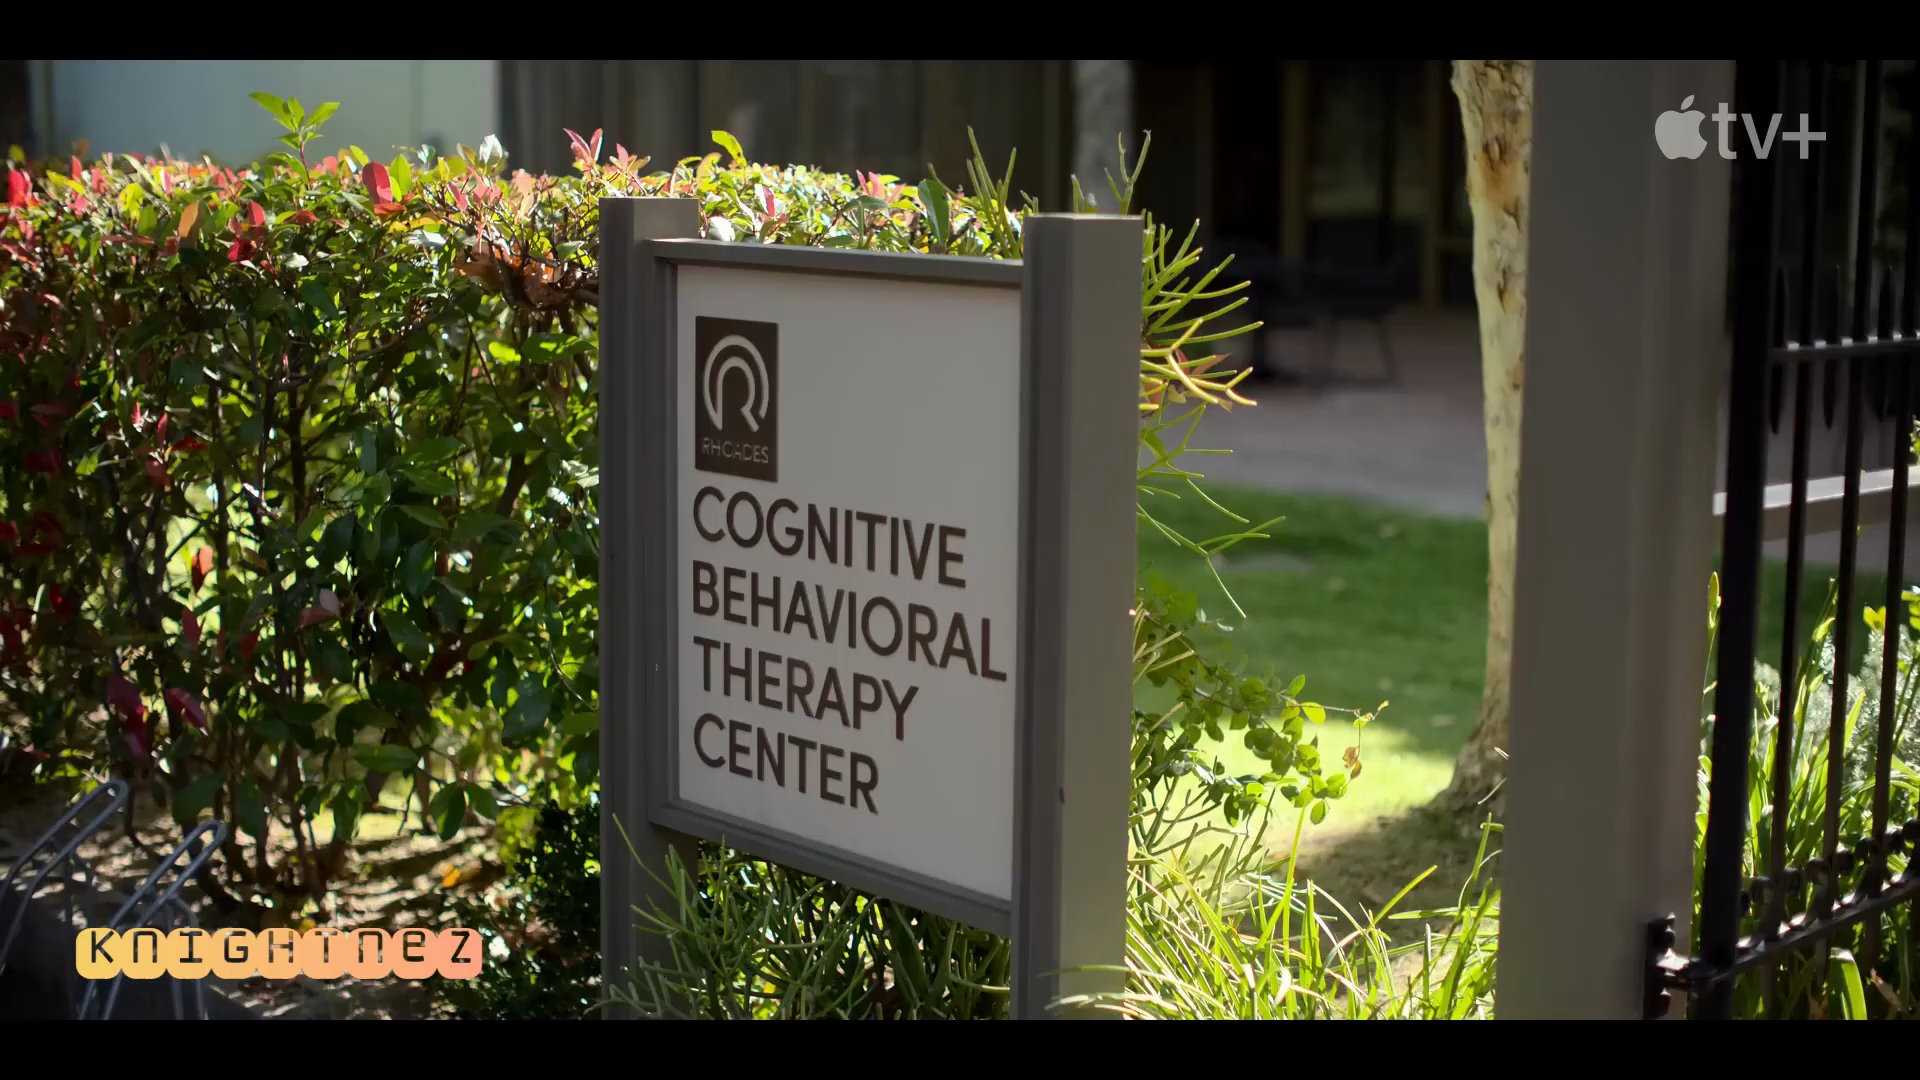 tv+
RHOADES
COGNITIVE
BEHAVIORAL
THERAPY
CENTER
KNIGHTNEZ